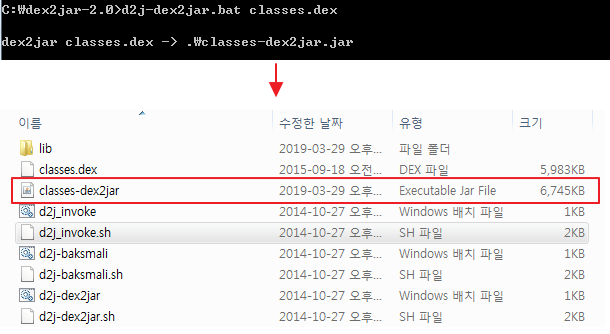 C:₩dex2jar-2.0>d2j-dex2jar.bat classes.dex
dex2jar classes.dex -> .₩classes-dex2jar.jar
이름 수정한 날짜 유형 크기
lib 2019-03-29 오후... 파일 폴더
classes.dex 2015-09-18 오전... DEX 파일 5,983KB
classes-dex2jar 2019-03-29 오후... Executable Jar File 6,745KB
d2j_invoke 2014-10-27 오후... Windows 배치 파일 1KB
d2j_invoke.sh 2014-10-27 오후... SH 파일 2KB
d2j-baksmali 2014-10-27 오후... Windows 배치 파일 1KB
d2j-baksmali.sh 2014-10-27 오후... SH 파일 2KB
d2j-dex2jar 2014-10-27 오후... Windows 배치 파일 1KB
d2j-dex2jar.sh 2014-10-27 오후... SH 파일 2KB